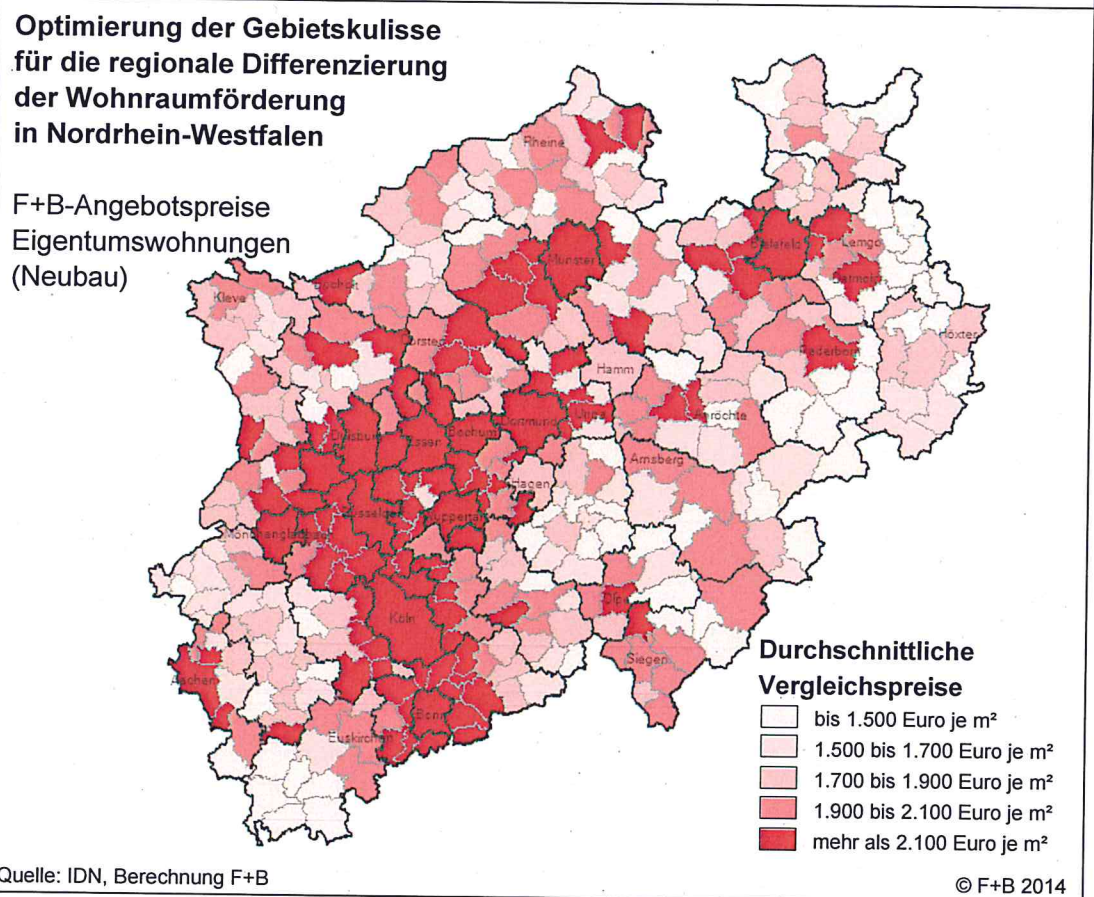 Optimierung der Gebietskulisse
für die regionale Differenzierung
der Wohnraumförderung
in Nordrhein-Westfalen
F+B-Angebotspreise
Eigentumswohnungen
(Neubau)
Rheine
Münster
Bielefeld
Lemgo
Detmold
Kleve
Bocholt
Höxter
Dorsten
Paderborn
Hamm
Duisburg
Essen
Bochum
Dortmund
Unna
Anröchte
Arnsberg
Hagen
Düsseldorf
Wuppertal
Mönchengladbach
Köln
Olpe
Siegen
Aachen
Bonn
Euskirchen
Durchschnittliche
Vergleichspreise
bis 1.500 Euro je m²
1.500 bis 1.700 Euro je m²
1.700 bis 1.900 Euro je m²
1.900 bis 2.100 Euro je m²
mehr als 2.100 Euro je m²
Quelle: IDN, Berechnung F+B
© F+B 2014